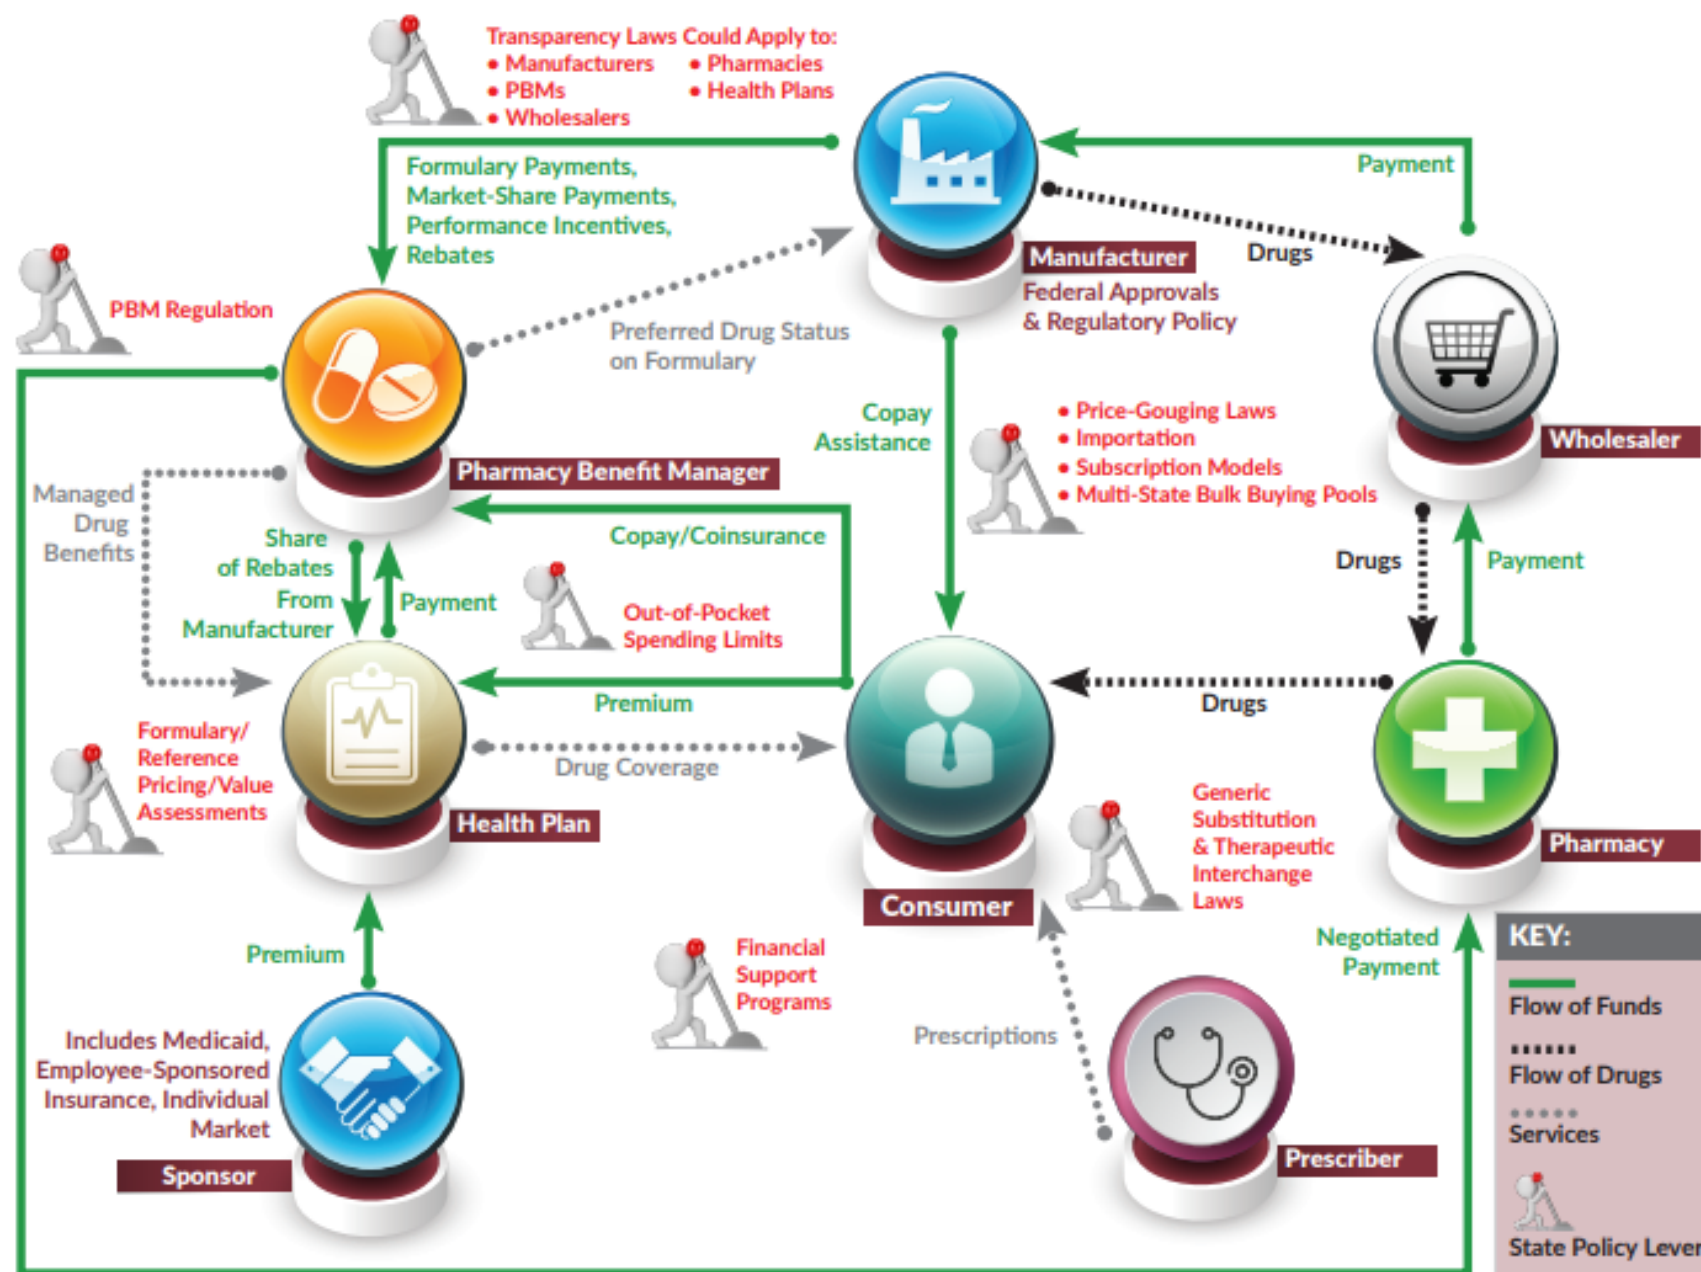 Transparency Laws Could Apply to:
• Manufacturers
• PBMs
• Wholesalers
• Pharmacies
• Health Plans
Formulary Payments,
Market-Share Payments,
Performance Incentives,
Rebates
Payment
Drugs
Manufacturer
Federal Approvals
& Regulatory Policy
PBM Regulation
Preferred Drug Status
on Formulary
Copay
Assistance
• Price-Gouging Laws
• Importation
• Subscription Models
• Multi-State Bulk Buying Pools
Wholesaler
Pharmacy Benefit Manager
Managed
Drug
Benefits
Share
of Rebates
From
Manufacturer
Payment
Copay/Coinsurance
Out-of-Pocket
Spending Limits
Drugs
Payment
Premium
Drugs
Formulary/
Reference
Pricing/Value
Assessments
Drug Coverage
Health Plan
Generic
Substitution
& Therapeutic
Interchange
Laws
Pharmacy
Consumer
Premium
Financial
Support
Programs
Negotiated
Payment
Prescriptions
Includes Medicaid,
Employee-Sponsored
Insurance, Individual
Market
Sponsor
Prescriber
KEY:
Flow of Funds
Flow of Drugs
Services
State Policy Lever